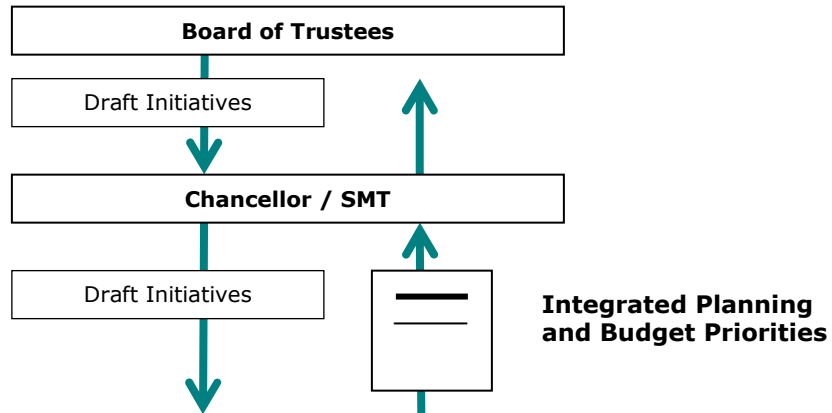 Board of Trustees
Draft Initiatives
Chancellor / SMT
Draft Initiatives
Integrated Planning
and Budget Priorities